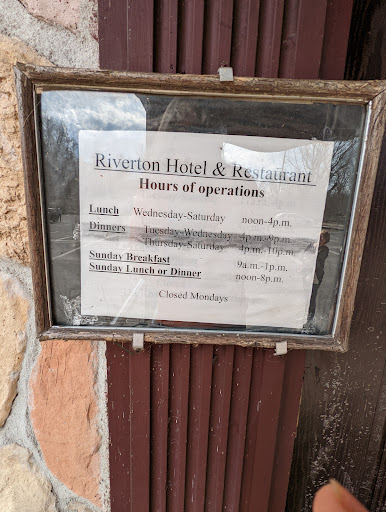 Riverton Hotel & Restaurant
Hours of operations
Lunch Wednesday-Saturday noon-4p.m.
Dinners Tuesday-Wednesday 4p.m.-9p.m.
Thursday-Saturday 4p.m.-10p.m.
Sunday Breakfast 9a.m.-1p.m.
Sunday Lunch or Dinner noon-8p.m.
Closed Mondays